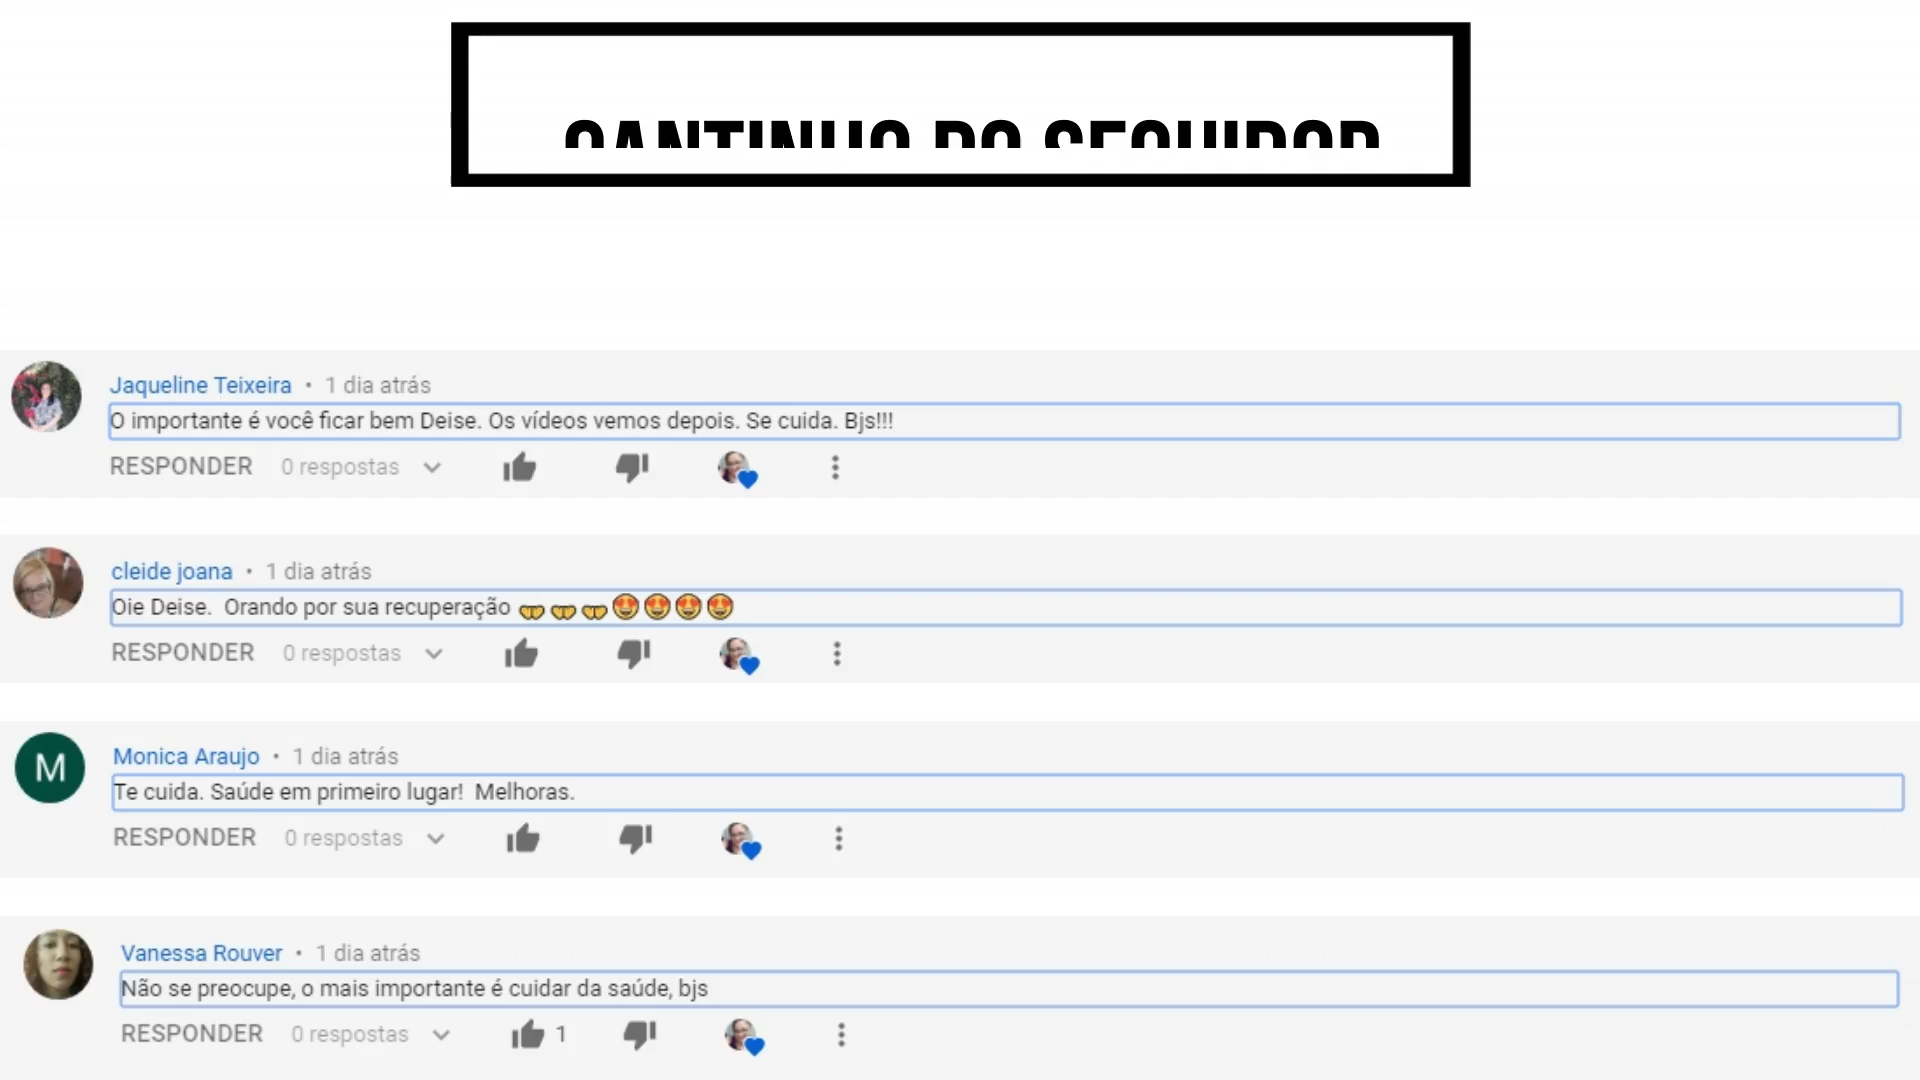 CANTINHO DO SEGUIDOR
Jaqueline Teixeira • 1 dia atrás
O importante é você ficar bem Deise. Os vídeos vemos depois. Se cuida. Bjs!!!
RESPONDER 0 respostas
cleide joana • 1 dia atrás
Oie Deise. Orando por sua recuperação 🤝🤝🤝😍😍😍😍
RESPONDER 0 respostas
M
Monica Araujo • 1 dia atrás
Te cuida. Saúde em primeiro lugar! Melhoras.
RESPONDER 0 respostas
Vanessa Rouver • 1 dia atrás
Não se preocupe, o mais importante é cuidar da saúde, bjs
RESPONDER 0 respostas 1